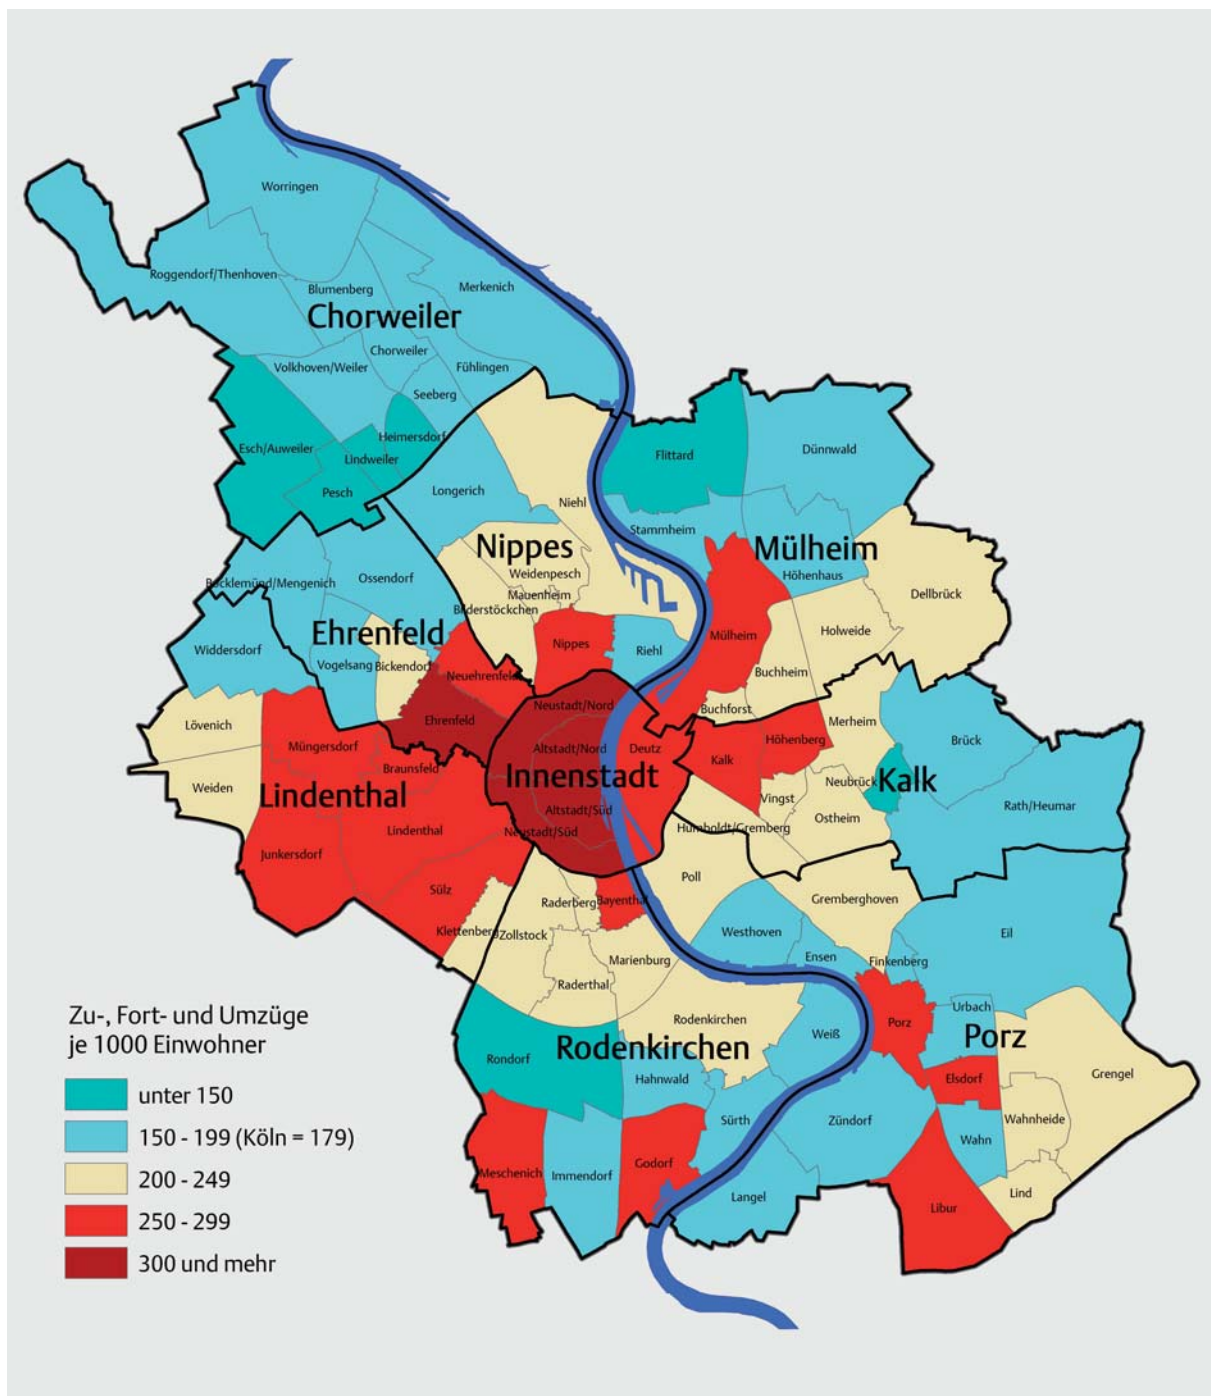 Worringen
Roggendorf/Thenhoven
Blumenberg
Merkenich
Chorweiler
Chorweiler
Volkhoven/Weiler
Fühlingen
Seeberg
Esch/Auweiler
Heimersdorf
Lindweiler
Pesch
Flittard
Dünnwald
Longerich
Niehl
Stammheim
Nippes
Mülheim
Weidenpesch
Höhenhaus
Ossendorf
Bocklemünd/Mengenich
Mauenheim
Bilderstöckchen
Dellbrück
Ehrenfeld
Holweide
Mülheim
Nippes
Riehl
Widdersdorf
Vogelsang
Bickendorf
Neuehrenfeld
Buchheim
Buchforst
Neustadt/Nord
Ehrenfeld
Lövenich
Merheim
Müngersdorf
Altstadt/Nord
Deutz
Höhenberg
Brück
Kalk
Braunsfeld
Innenstadt
Neubrück
Kalk
Weiden
Lindenthal
Vingst
Rath/Heumar
Altstadt/Süd
Ostheim
Lindenthal
Neustadt/Süd
Humboldt/Gremberg
Junkersdorf
Sülz
Poll
Raderberg
Bayenthal
Gremberghoven
Klettenberg
Zollstock
Westhoven
Eil
Marienburg
Ensen
Finkenberg
Raderthal
Urbach
Rodenkirchen
Weiß
Porz
Porz
Rodenkirchen
Rondorf
Hahnwald
Elsdorf
Grengel
Sürth
Zündorf
Wahnheide
Wahn
Meschenich
Immendorf
Godorf
Langel
Lind
Libur
Zu-, Fort- und Umzüge
je 1000 Einwohner
unter 150
150 - 199 (Köln = 179)
200 - 249
250 - 299
300 und mehr